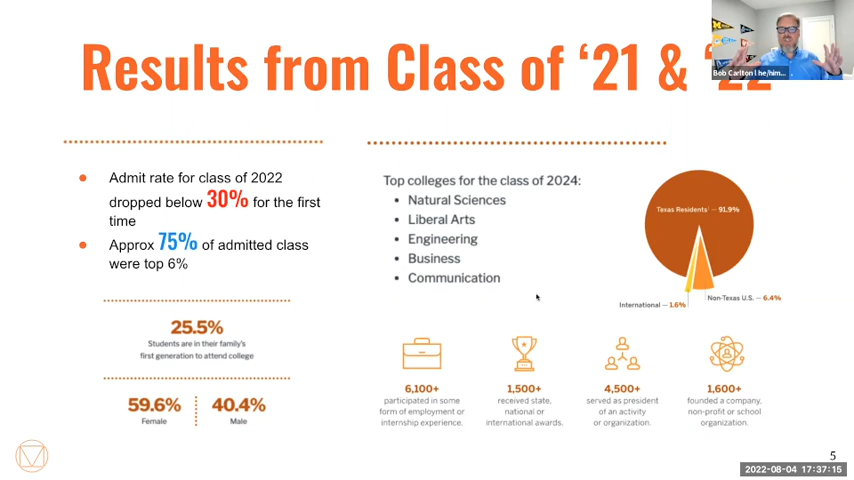 Results from Class of ‘21 & ‘22
Bob Carlton | he/him...
Admit rate for class of 2022
dropped below 30% for the first
time
Approx 75% of admitted class
were top 6%
25.5%
Students are in their family's
first generation to attend college
59.6%
Female
40.4%
Male
Top colleges for the class of 2024:
Natural Sciences
Liberal Arts
Engineering
Business
Communication
Texas Residents¹ — 91.9%
International — 1.6%
Non-Texas U.S. — 6.4%
6,100+
participated in some
form of employment or
internship experience.
1,500+
received state,
national or
international awards.
4,500+
served as president
of an activity
or organization.
1,600+
founded a company,
non-profit or school
organization.
5
2022-08-04 17:37:15